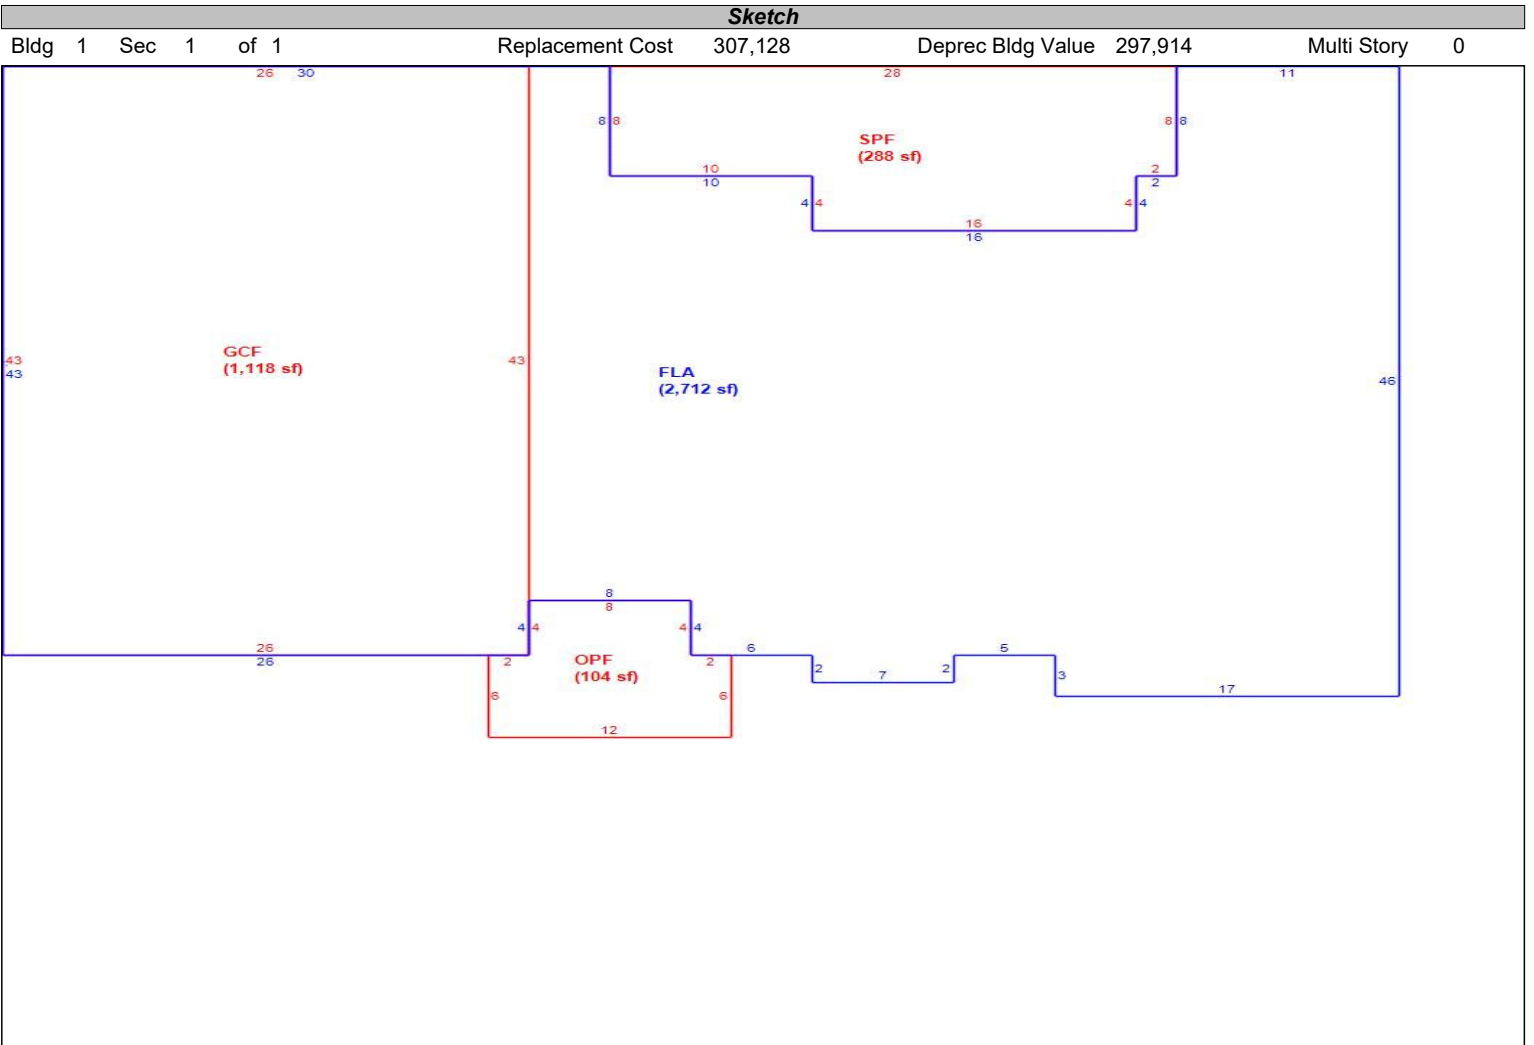 Sketch
Bldg 1 Sec 1 of 1 Replacement Cost 307,128 Deprec Bldg Value 297,914 Multi Story 0
26 30 28 11
8 8 8 8
SPF
(288 sf)
10 2
10 2
4 4 4 4
16
16
GCF
(1,118 sf)
43 43
43
FLA
(2,712 sf)
46
8
8
4 4 4 4
26 6 5
26 2 2
OPF
(104 sf)
2 2 3
7
6 6 17
12